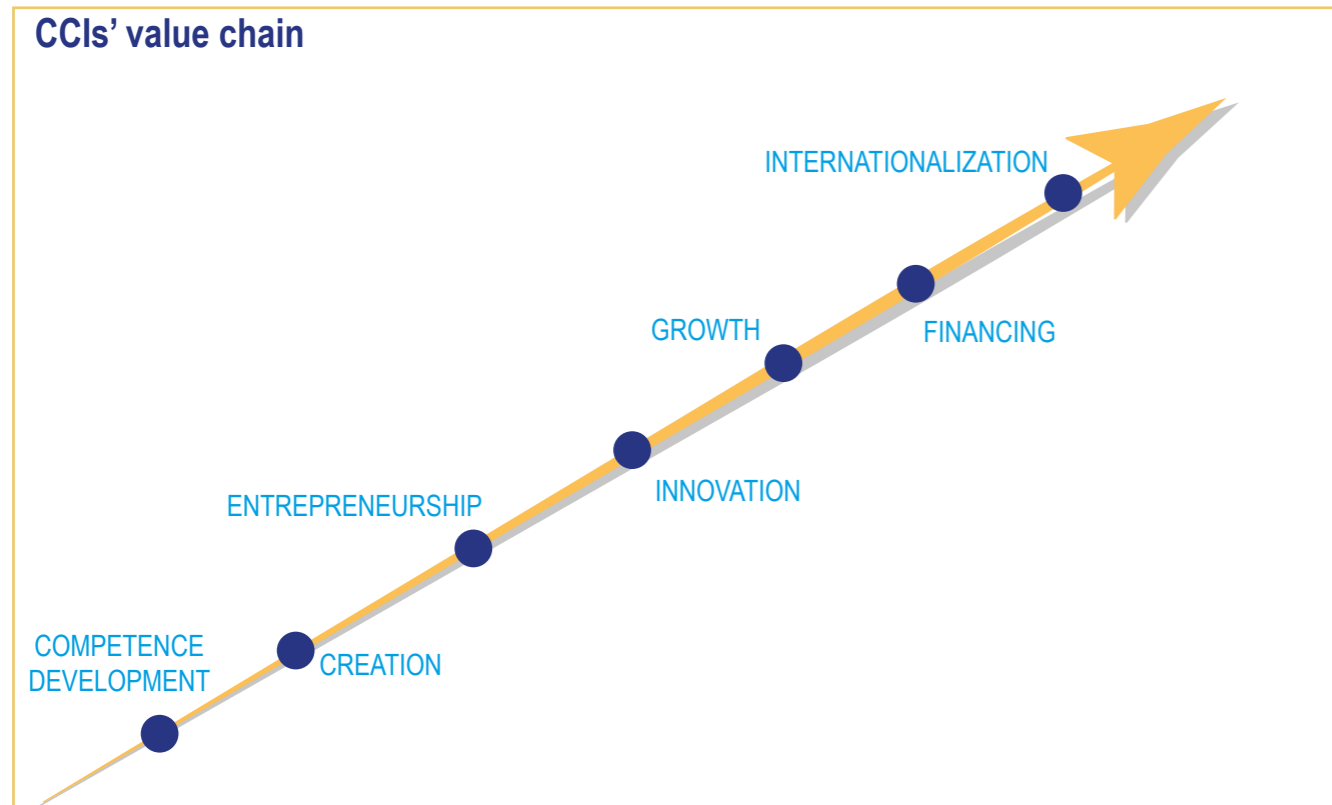 CCIs’ value chain
INTERNATIONALIZATION
GROWTH
FINANCING
ENTREPRENEURSHIP
INNOVATION
COMPETENCE
DEVELOPMENT
CREATION